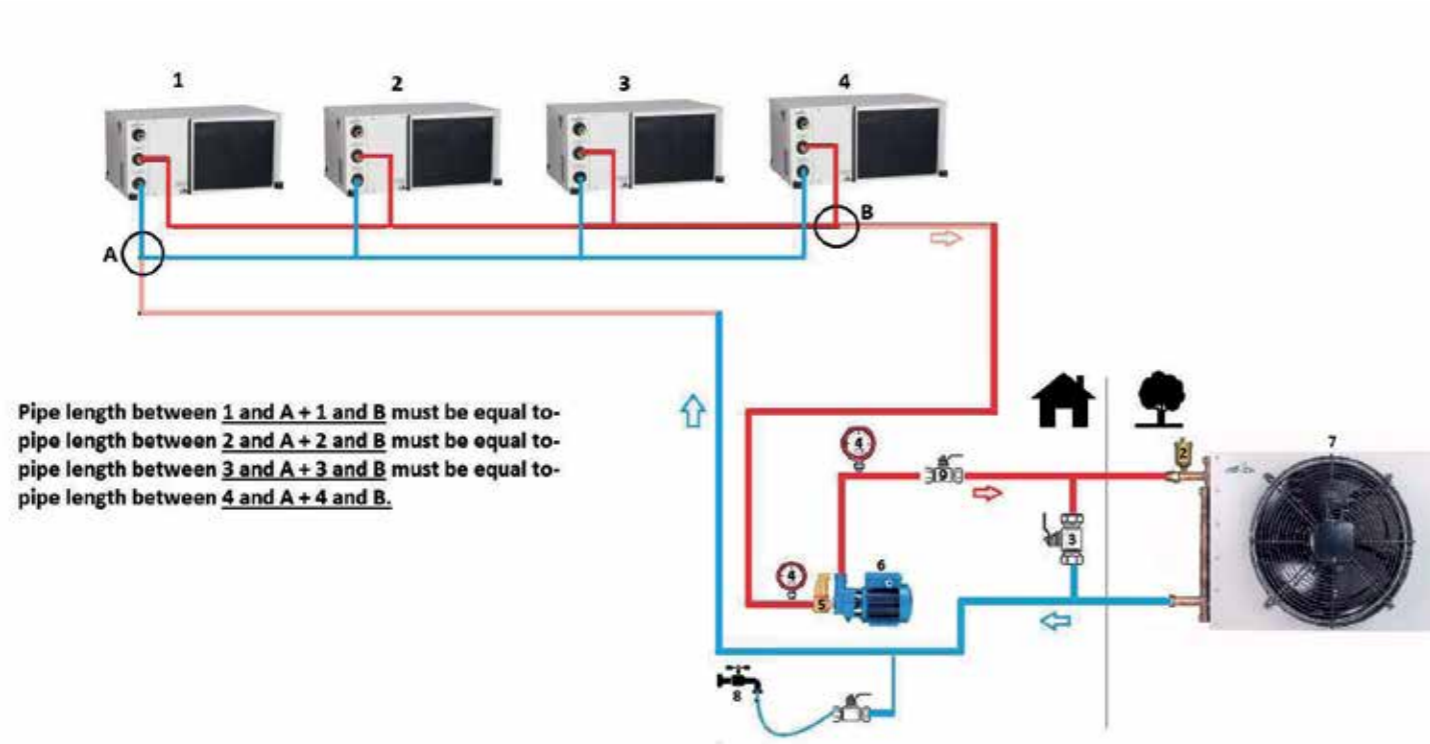 1
2
3
4
B
A
Pipe length between 1 and A + 1 and B must be equal to-
pipe length between 2 and A + 2 and B must be equal to-
pipe length between 3 and A + 3 and B must be equal to-
pipe length between 4 and A + 4 and B.
4
9
2
7
3
4
5
6
8